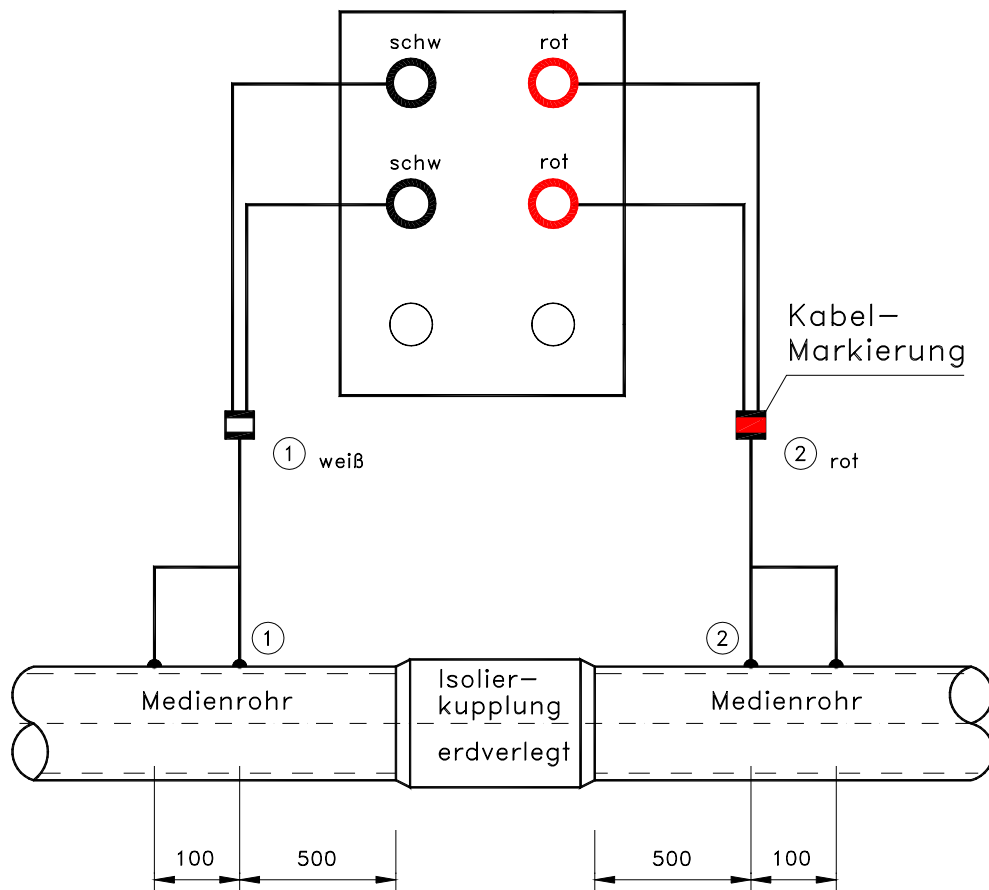 schw rot
schw rot
Kabel-
Markierung
1 weiß
2 rot
1
2
Medienrohr
Isolier-
kupplung
erdverlegt
Medienrohr
100 500 500 100